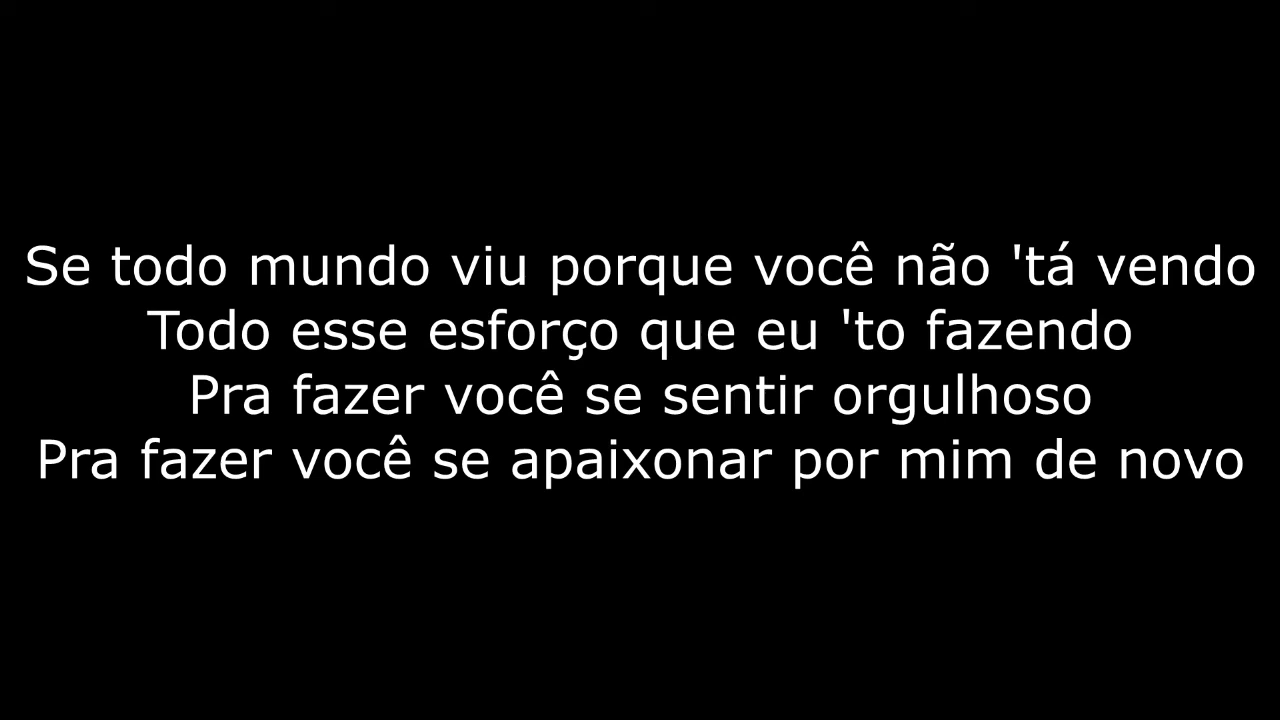 Se todo mundo viu porque você não 'tá vendo
Todo esse esforço que eu 'to fazendo
Pra fazer você se sentir orgulhoso
Pra fazer você se apaixonar por mim de novo